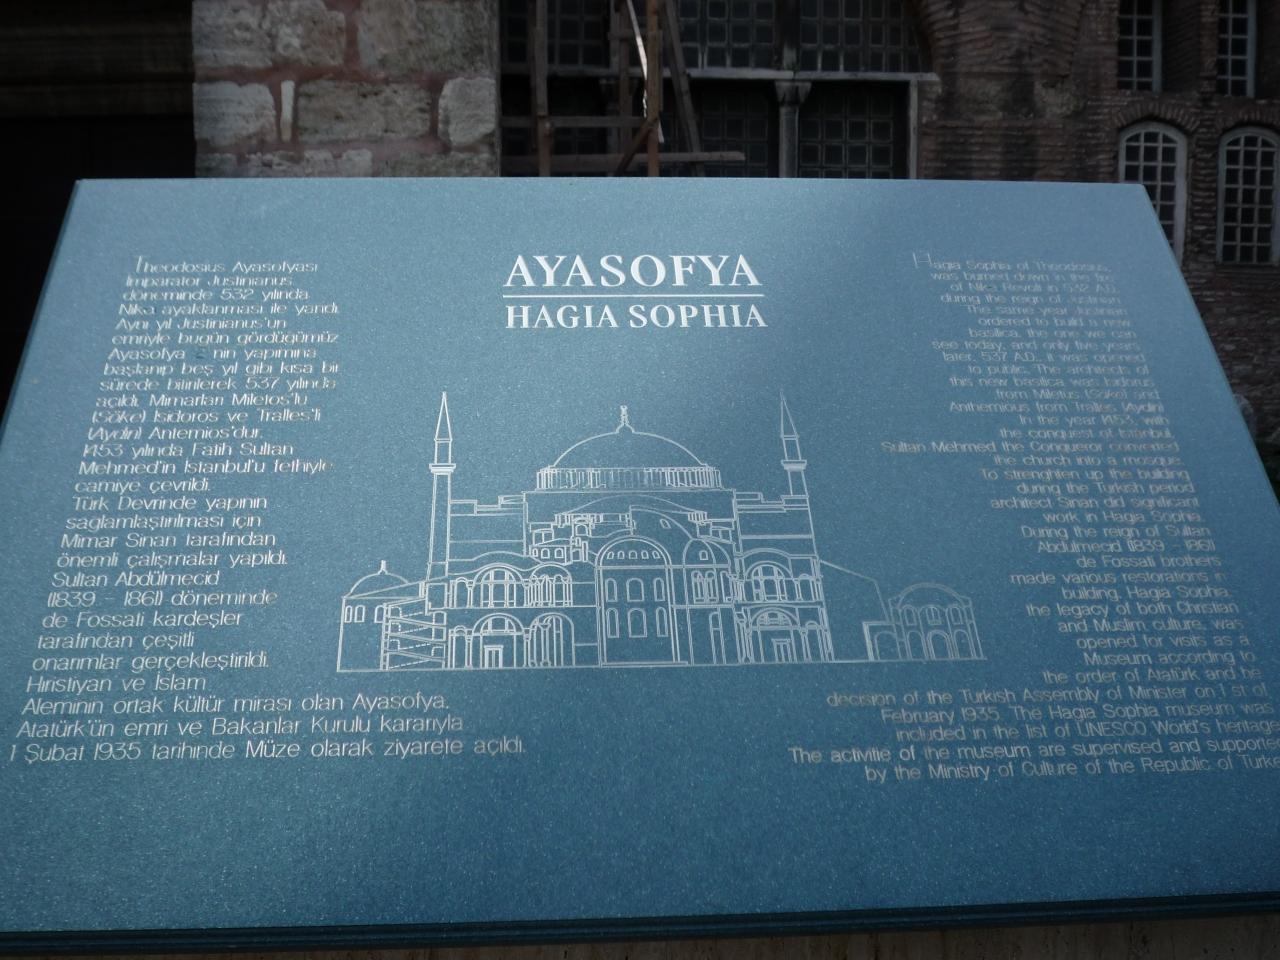 AYASOFYA
HAGIA SOPHIA
Theodosius Ayasofyası
İmparator Justinianus
döneminde 532 yılında
Nika ayaklanması ile yandı.
Aynı yıl Justinianus'un
emriyle bugün gördüğümüz
Ayasofya nın yapımına
başlanıp beş yıl gibi kısa bir
sürede bitirilerek 537 yılında
açıldı. Mimarları Miletos'lu
(Söke) Isidoros ve Tralles'li
(Aydın) Antemios'dur.
1453 yılında Fatih Sultan
Mehmed'in İstanbul'u fethiyle
camiye çevrildi.
Türk Devrinde yapının
sağlamlaştırılması için
Mimar Sinan tarafından
önemli çalışmalar yapıldı.
Sultan Abdülmecid
(1839 - 1861) döneminde
de Fossati kardeşler
tarafından çeşitli
onarımlar gerçekleştirildi.
Hıristiyan ve İslam
Aleminin ortak kültür mirası olan Ayasofya.
Atatürk'ün emri ve Bakanlar Kurulu kararıyla
1 Şubat 1935 tarihinde Müze olarak ziyarete açıldı.
Hagia Sophia of Theodosius,
was burned down in the fire
of Nika Revolt in 532 A.D.
during the reign of Justinian
The same year Justinian
ordered to build a new
basilica, the one we can
see today, and only five years
later, 537 A.D., it was opened
to public. The architects of
this new basilica was Isidorus
from Miletus (Söke) and
Anthemious from Tralles (Aydın)
In the year 1453, with
the conquest of Istanbul,
Sultan Mehmed the Conqueror converted
the church into a mosque
To strenghten up the building
during the Turkish period
architect Sinan did significant
work in Hagia Sophia.
During the reign of Sultan
Abdulmecid (1839 - 1861)
de Fossati brothers
made various restorations in
building. Hagia Sophia.
the legacy of both Christian
and Muslim culture, was
opened for visits as a
Museum according to
the order of Atatürk and he
decision of the Turkish Assembly of Minister on 1 st of
February 1935. The Hagia Sophia museum was
included in the list of UNESCO World's heritage
The activitie of the museum are supervised and supporte
by the Ministry of Culture of the Republic of Turke